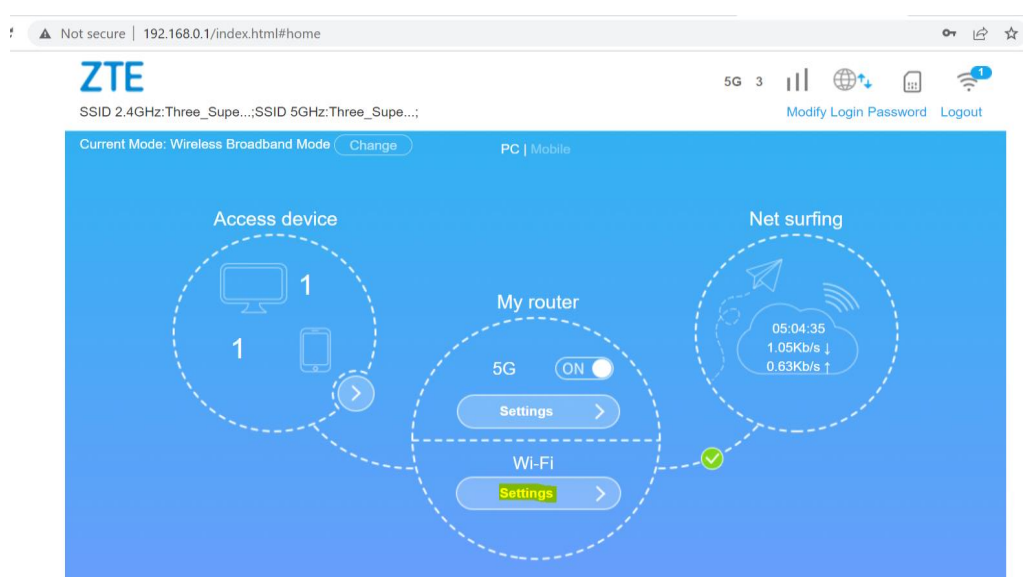 Not secure | 192.168.0.1/index.html#home
ZTE
5G 3
1
SSID 2.4GHz:Three_Supe...;SSID 5GHz:Three_Supe...;
Modify Login Password Logout
Current Mode: Wireless Broadband Mode Change
PC | Mobile
Access device
1
1
My router
5G ON
Settings
Wi-Fi
Settings
Net surfing
05:04:35
1.05Kb/s ↓
0.63Kb/s ↑